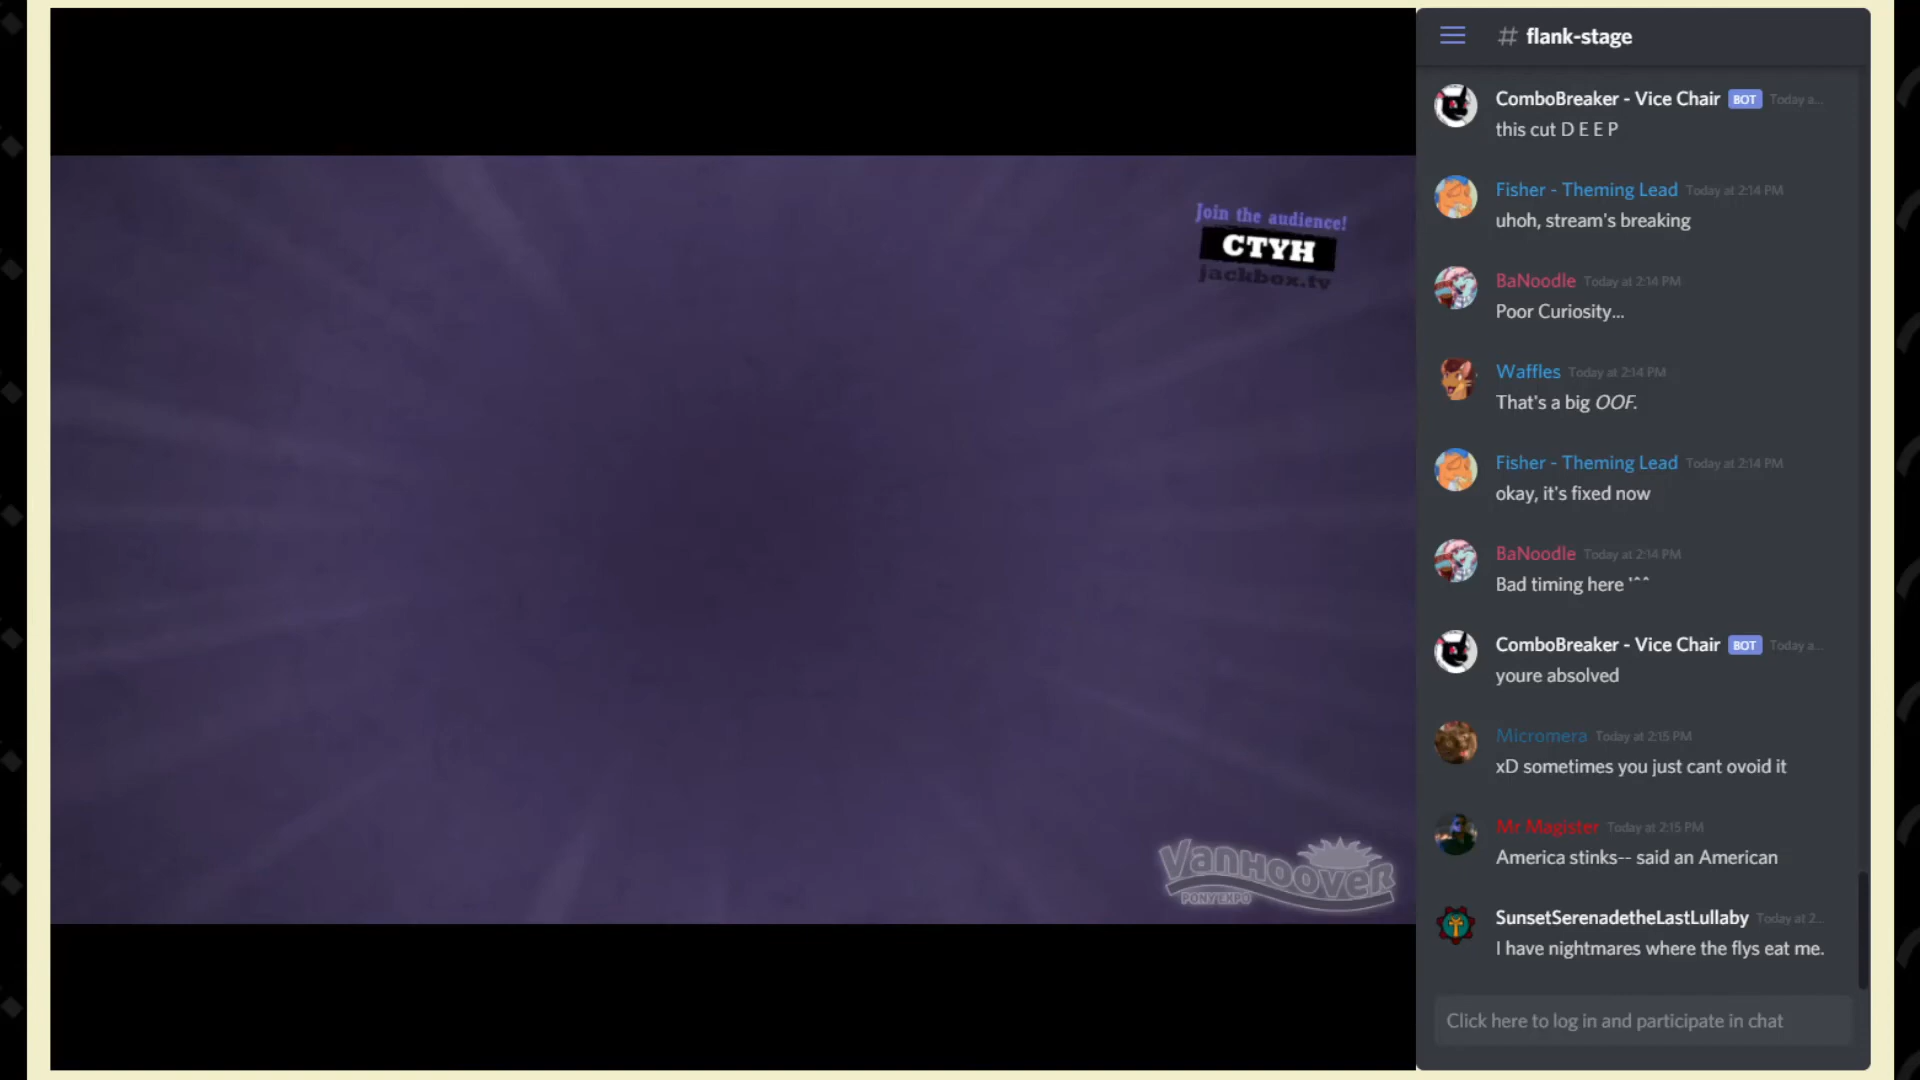 Join the audience!
CTYH
jackbox.tv
VANHOOVER
PONY EXPO
# flank-stage
ComboBreaker - Vice Chair BOT Today a...
this cut D E E P
Fisher - Theming Lead Today at 2:14 PM
uhoh, stream's breaking
BaNoodle Today at 2:14 PM
Poor Curiosity...
Waffles Today at 2:14 PM
That's a big OOF.
Fisher - Theming Lead Today at 2:14 PM
okay, it's fixed now
BaNoodle Today at 2:14 PM
Bad timing here '^^
ComboBreaker - Vice Chair BOT Today a...
youre absolved
Micromera Today at 2:15 PM
xD sometimes you just cant ovoid it
Mr Magister Today at 2:15 PM
America stinks-- said an American
SunsetSerenadetheLastLullaby Today at 2...
I have nightmares where the flys eat me.
Click here to log in and participate in chat